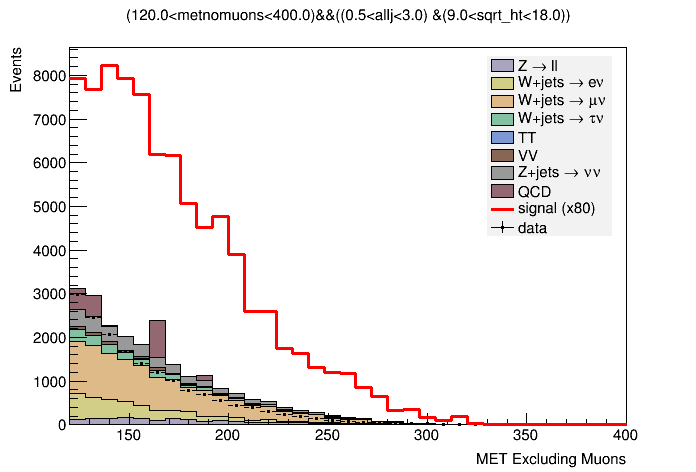 (120.0<metnomuons<400.0)&&((0.5<allj<3.0) &(9.0<sqrt_ht<18.0))
Events
8000
7000
6000
5000
4000
3000
2000
1000
0
150
200
250
300
350
400
MET Excluding Muons
Z → ll
W+jets → eν
W+jets → μν
W+jets → τν
TT
VV
Z+jets → νν
QCD
signal (x80)
data